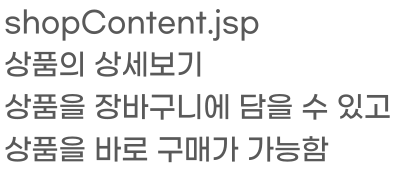 shopContent.jsp
상품의 상세보기
상품을 장바구니에 담을 수 있고
상품을 바로 구매가 가능함